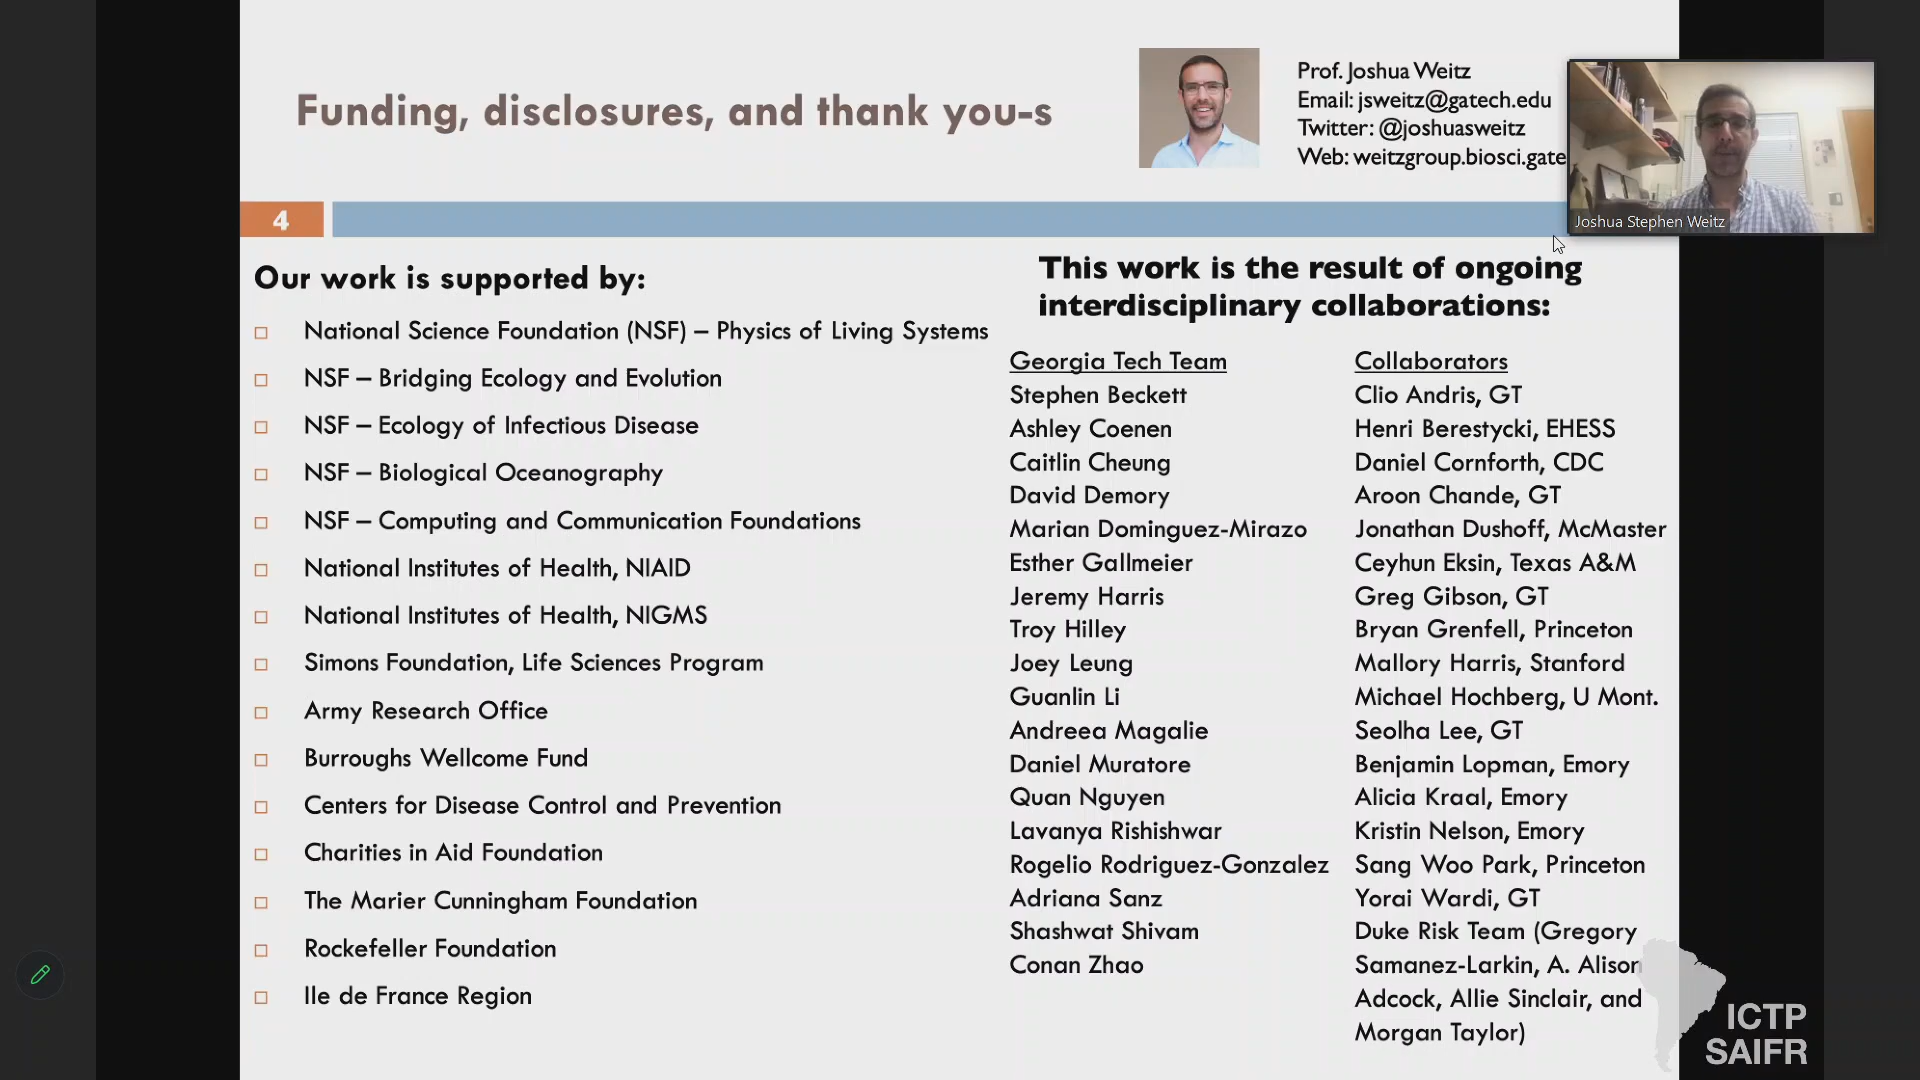 Funding, disclosures, and thank you-s
Prof. Joshua Weitz
Email: jsweitz@gatech.edu
Twitter: @joshuasweitz
Web: weitzgroup.biosci.gate
Joshua Stephen Weitz
4
Our work is supported by:
National Science Foundation (NSF) – Physics of Living Systems
NSF – Bridging Ecology and Evolution
NSF – Ecology of Infectious Disease
NSF – Biological Oceanography
NSF – Computing and Communication Foundations
National Institutes of Health, NIAID
National Institutes of Health, NIGMS
Simons Foundation, Life Sciences Program
Army Research Office
Burroughs Wellcome Fund
Centers for Disease Control and Prevention
Charities in Aid Foundation
The Marier Cunningham Foundation
Rockefeller Foundation
Ile de France Region
This work is the result of ongoing
interdisciplinary collaborations:
Georgia Tech Team
Stephen Beckett
Ashley Coenen
Caitlin Cheung
David Demory
Marian Dominguez-Mirazo
Esther Gallmeier
Jeremy Harris
Troy Hilley
Joey Leung
Guanlin Li
Andreea Magalie
Daniel Muratore
Quan Nguyen
Lavanya Rishishwar
Rogelio Rodriguez-Gonzalez
Adriana Sanz
Shashwat Shivam
Conan Zhao
Collaborators
Clio Andris, GT
Henri Berestycki, EHESS
Daniel Cornforth, CDC
Aroon Chande, GT
Jonathan Dushoff, McMaster
Ceyhun Eksin, Texas A&M
Greg Gibson, GT
Bryan Grenfell, Princeton
Mallory Harris, Stanford
Michael Hochberg, U Mont.
Seolha Lee, GT
Benjamin Lopman, Emory
Alicia Kraal, Emory
Kristin Nelson, Emory
Sang Woo Park, Princeton
Yorai Wardi, GT
Duke Risk Team (Gregory
Samanez-Larkin, A. Alison
Adcock, Allie Sinclair, and
Morgan Taylor)
ICTP
SAIFR